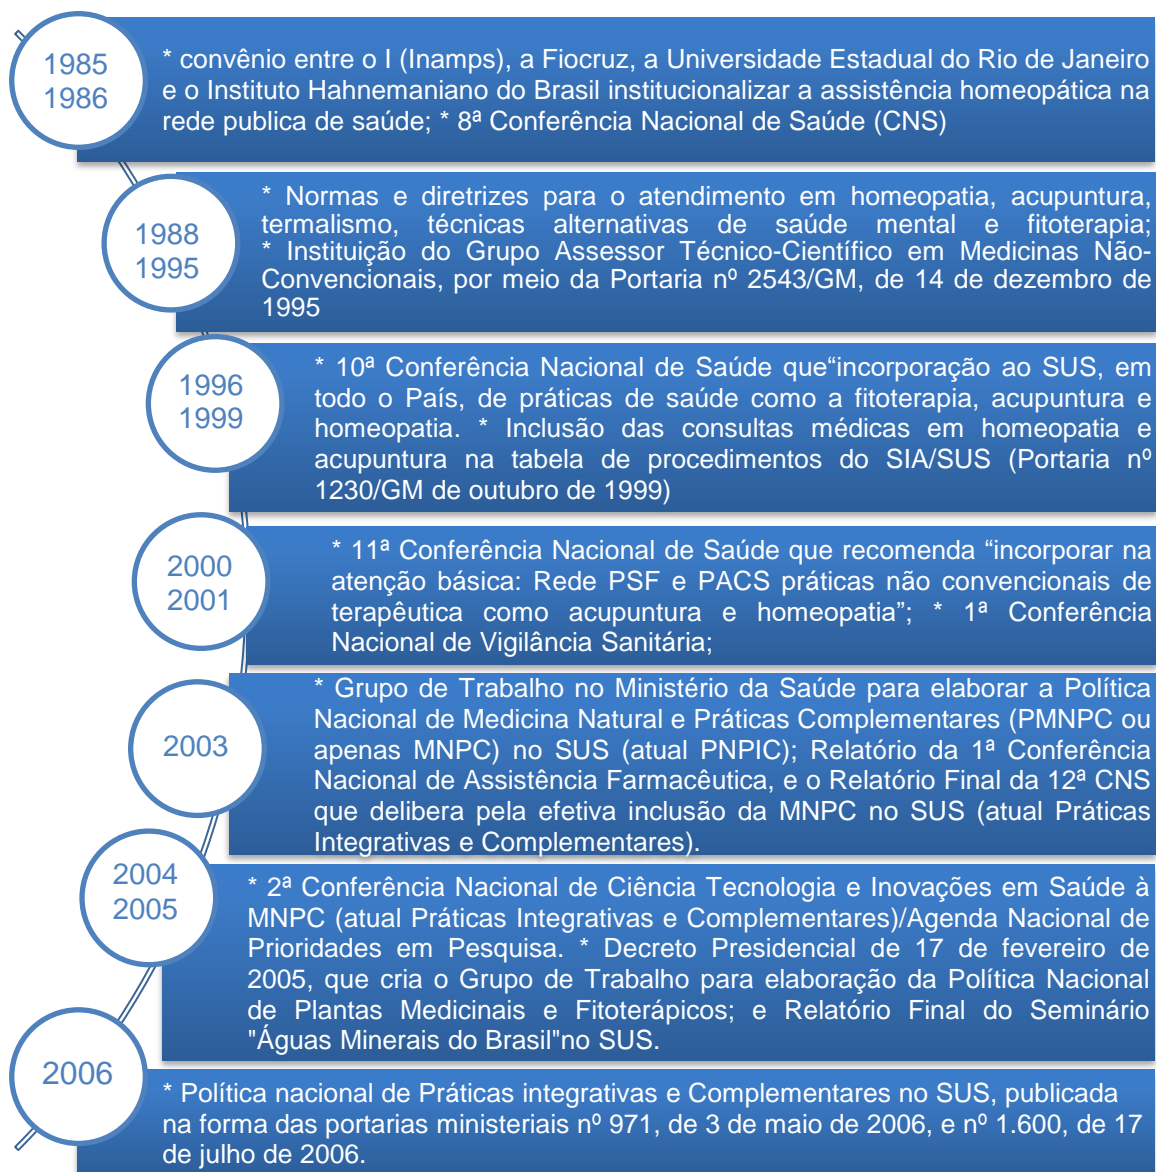 1985
1986
* convênio entre o I (Inamps), a Fiocruz, a Universidade Estadual do Rio de Janeiro
e o Instituto Hahnemaniano do Brasil institucionalizar a assistência homeopática na
rede publica de saúde; * 8ª Conferência Nacional de Saúde (CNS)
1988
1995
* Normas e diretrizes para o atendimento em homeopatia, acupuntura,
termalismo, técnicas alternativas de saúde mental e fitoterapia;
* Instituição do Grupo Assessor Técnico-Científico em Medicinas Não-
Convencionais, por meio da Portaria nº 2543/GM, de 14 de dezembro de
1995
1996
1999
* 10ª Conferência Nacional de Saúde que“incorporação ao SUS, em
todo o País, de práticas de saúde como a fitoterapia, acupuntura e
homeopatia. * Inclusão das consultas médicas em homeopatia e
acupuntura na tabela de procedimentos do SIA/SUS (Portaria nº
1230/GM de outubro de 1999)
2000
2001
* 11ª Conferência Nacional de Saúde que recomenda “incorporar na
atenção básica: Rede PSF e PACS práticas não convencionais de
terapêutica como acupuntura e homeopatia”; * 1ª Conferência
Nacional de Vigilância Sanitária;
2003
* Grupo de Trabalho no Ministério da Saúde para elaborar a Política
Nacional de Medicina Natural e Práticas Complementares (PMNPC ou
apenas MNPC) no SUS (atual PNPIC); Relatório da 1ª Conferência
Nacional de Assistência Farmacêutica, e o Relatório Final da 12ª CNS
que delibera pela efetiva inclusão da MNPC no SUS (atual Práticas
Integrativas e Complementares).
2004
2005
* 2ª Conferência Nacional de Ciência Tecnologia e Inovações em Saúde à
MNPC (atual Práticas Integrativas e Complementares)/Agenda Nacional de
Prioridades em Pesquisa. * Decreto Presidencial de 17 de fevereiro de
2005, que cria o Grupo de Trabalho para elaboração da Política Nacional
de Plantas Medicinais e Fitoterápicos; e Relatório Final do Seminário
"Águas Minerais do Brasil"no SUS.
2006
* Política nacional de Práticas integrativas e Complementares no SUS, publicada
na forma das portarias ministeriais nº 971, de 3 de maio de 2006, e nº 1.600, de 17
de julho de 2006.